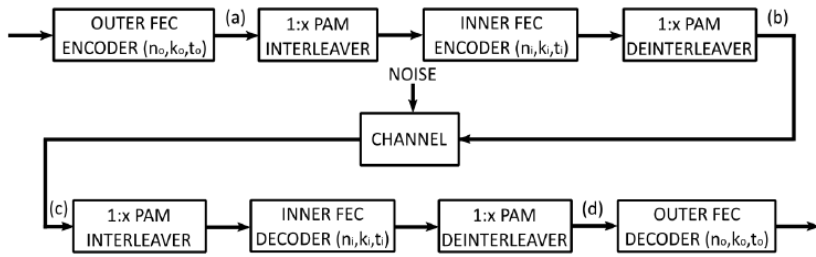 OUTER FEC
ENCODER (nₒ,kₒ,tₒ)
(a)
1:x PAM
INTERLEAVER
INNER FEC
ENCODER (nᵢ,kᵢ,tᵢ)
1:x PAM
DEINTERLEAVER
(b)
NOISE
CHANNEL
(c)
1:x PAM
INTERLEAVER
INNER FEC
DECODER (nᵢ,kᵢ,tᵢ)
1:x PAM
DEINTERLEAVER
(d)
OUTER FEC
DECODER (nₒ,kₒ,tₒ)